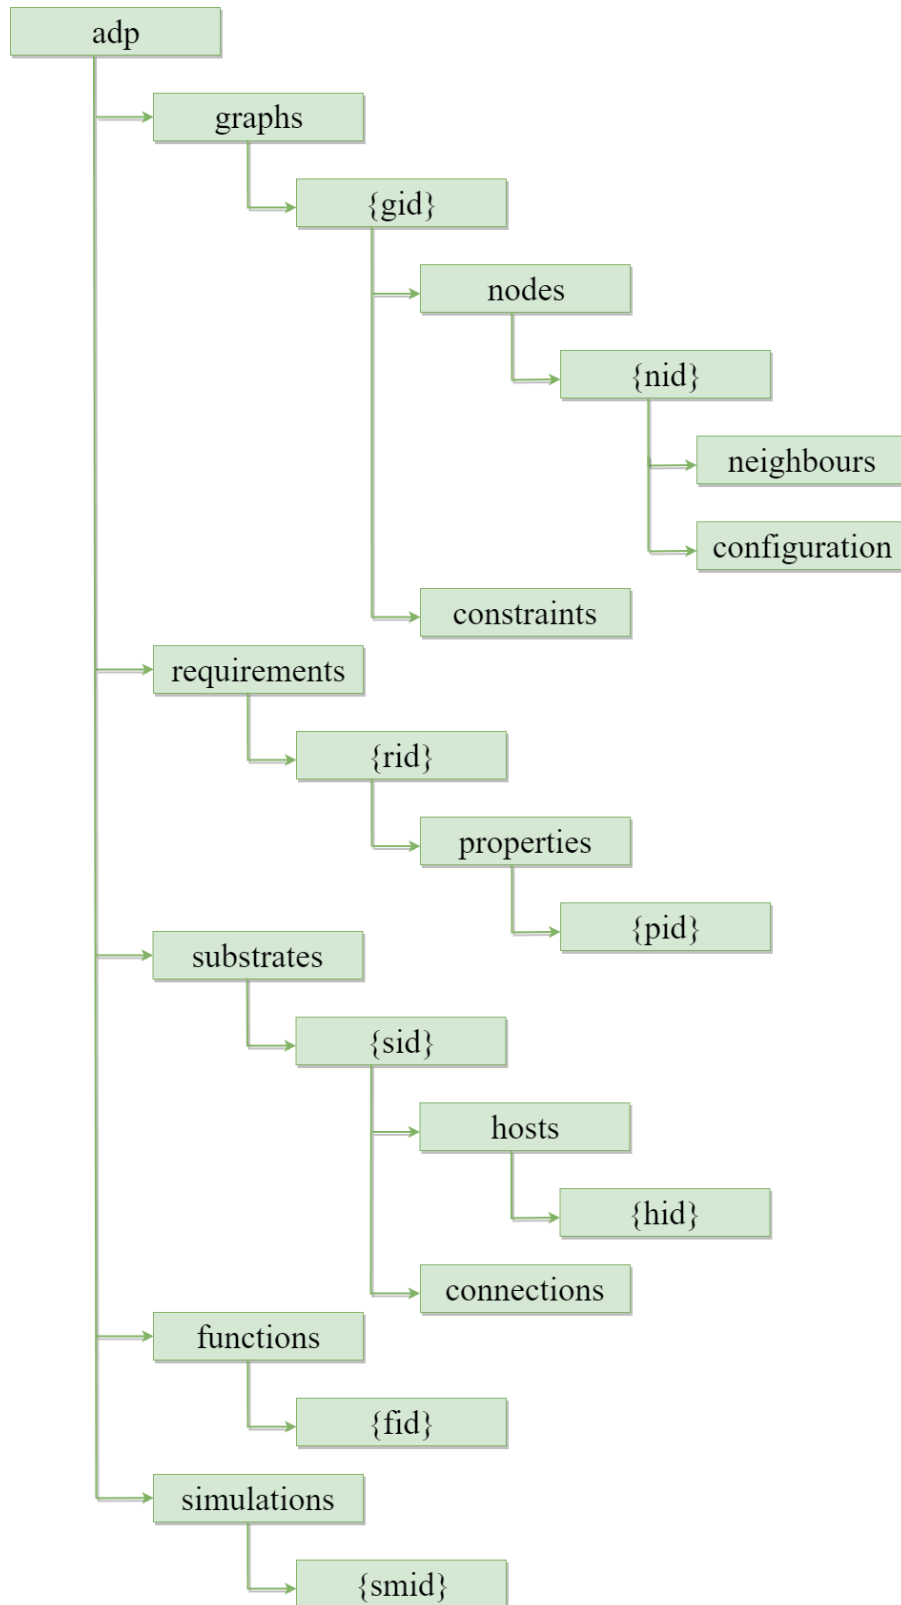 adp
graphs
{gid}
nodes
{nid}
neighbours
configuration
constraints
requirements
{rid}
properties
{pid}
substrates
{sid}
hosts
{hid}
connections
functions
{fid}
simulations
{smid}